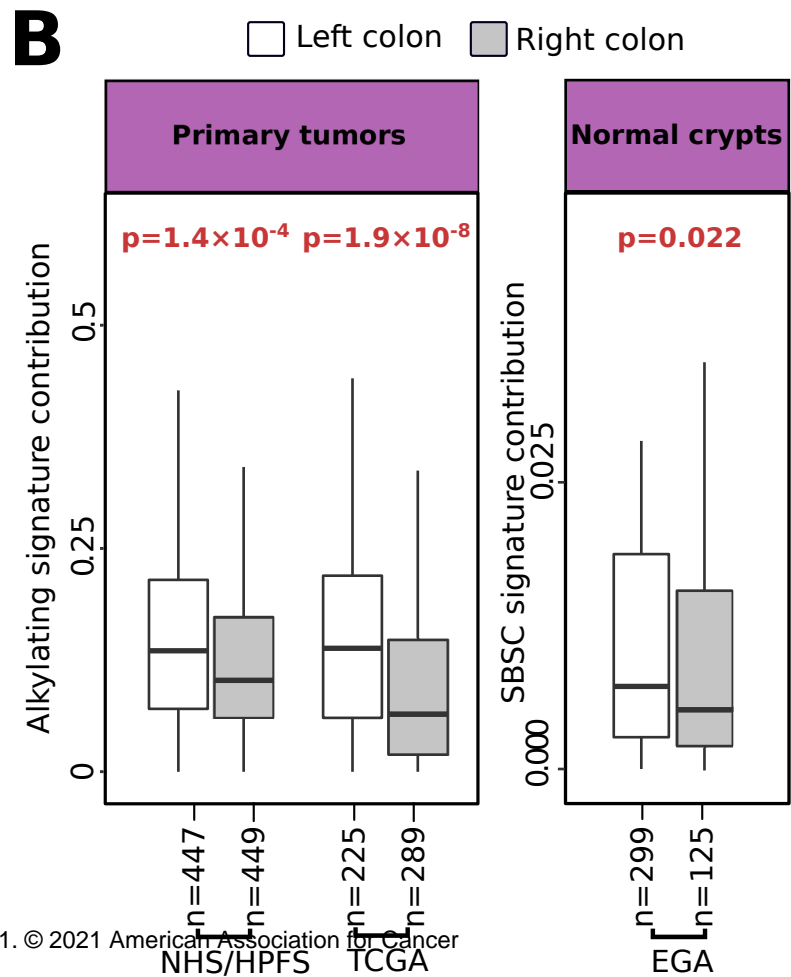 B
Left colon
Right colon
Primary tumors
Normal crypts
p=1.4×10-4
p=1.9×10-8
p=0.022
Alkylating signature contribution
0.5
0.25
0
SBSC signature contribution
0.025
0.000
n=447
n=449
n=225
n=289
n=299
n=125
1. © 2021 American Association for Cancer
NHS/HPFS
TCGA
EGA